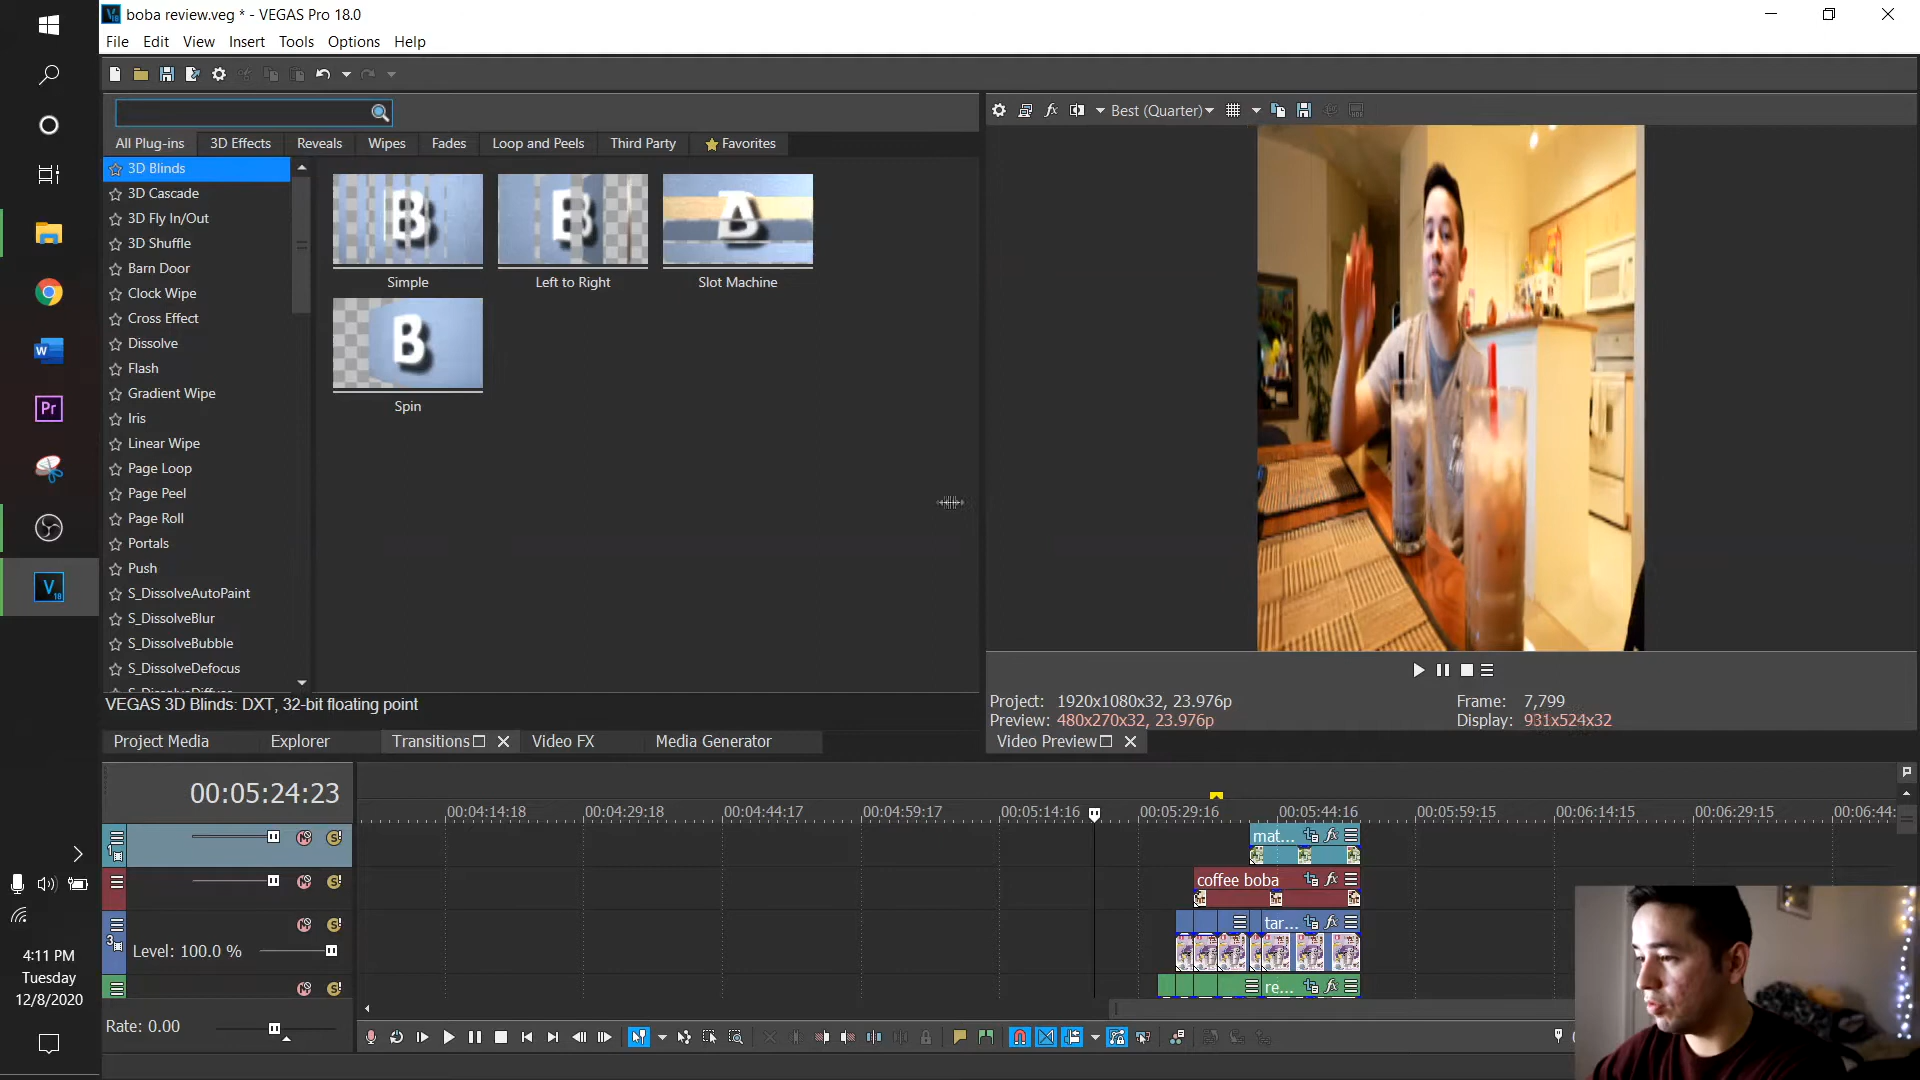 boba review.veg * - VEGAS Pro 18.0
File Edit View Insert Tools Options Help
Best (Quarter)
All Plug-ins 3D Effects Reveals Wipes Fades Loop and Peels Third Party Favorites
3D Blinds
3D Cascade
3D Fly In/Out
3D Shuffle
Barn Door
Clock Wipe
Cross Effect
Dissolve
Flash
Gradient Wipe
Iris
Linear Wipe
Page Loop
Page Peel
Page Roll
Portals
Push
S_DissolveAutoPaint
S_DissolveBlur
S_DissolveBubble
S_DissolveDefocus
B B A
Simple Left to Right Slot Machine
B
Spin
VEGAS 3D Blinds: DXT, 32-bit floating point
Project: 1920x1080x32, 23.976p Frame: 7,799
Preview: 480x270x32, 23.976p Display: 931x524x32
Project Media Explorer Transitions Video FX Media Generator
Video Preview
00:05:24:23
00:04:14:18 00:04:29:18 00:04:44:17 00:04:59:17 00:05:14:16 00:05:29:16 00:05:44:16 00:05:59:15 00:06:14:15 00:06:29:15 00:06:44:
1
mat...
coffee boba
3
tar...
Level: 100.0 %
re...
Rate: 0.00
W
Pr
V
18
4:11 PM
Tuesday
12/8/2020